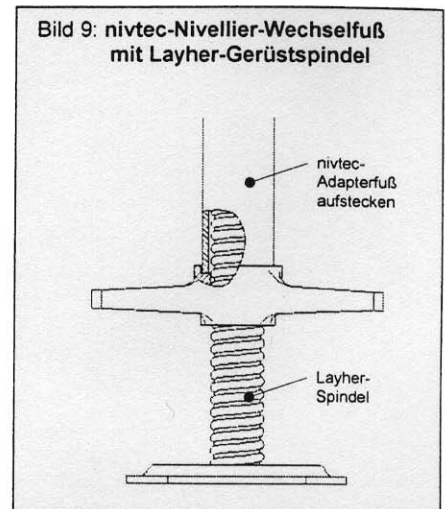 Bild 9: nivtec-Nivellier-Wechselfuß
mit Layher-Gerüstspindel
nivtec-
Adapterfuß
aufstecken
Layher-
Spindel